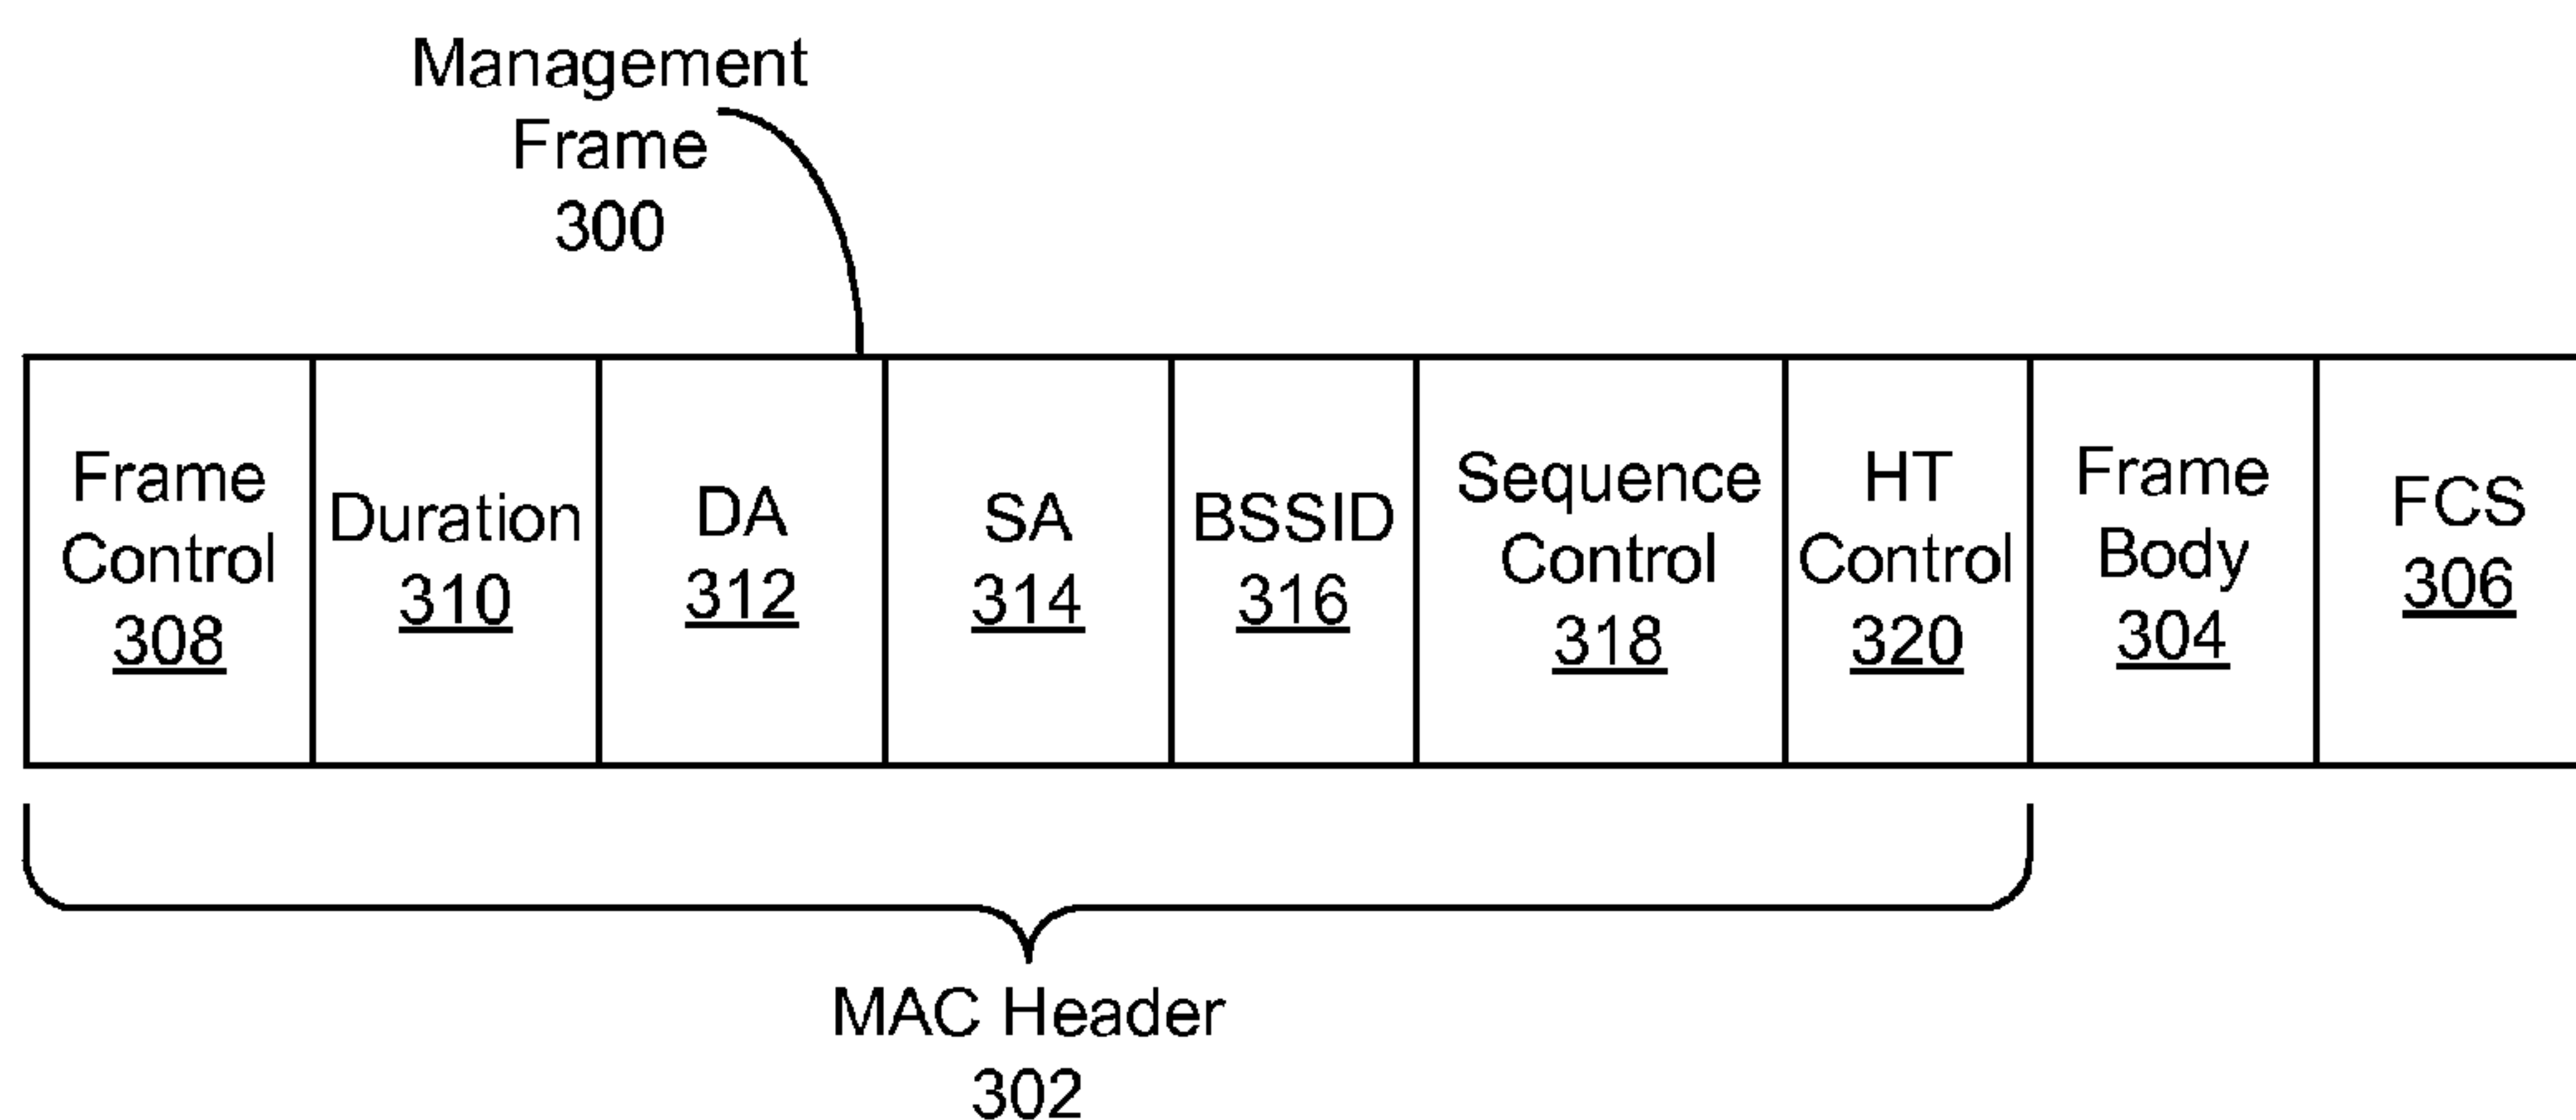 Management
Frame
300
Frame
Control
308
Duration
310
DA
312
SA
314
BSSID
316
Sequence
Control
318
HT
Control
320
Frame
Body
304
FCS
306
MAC Header
302